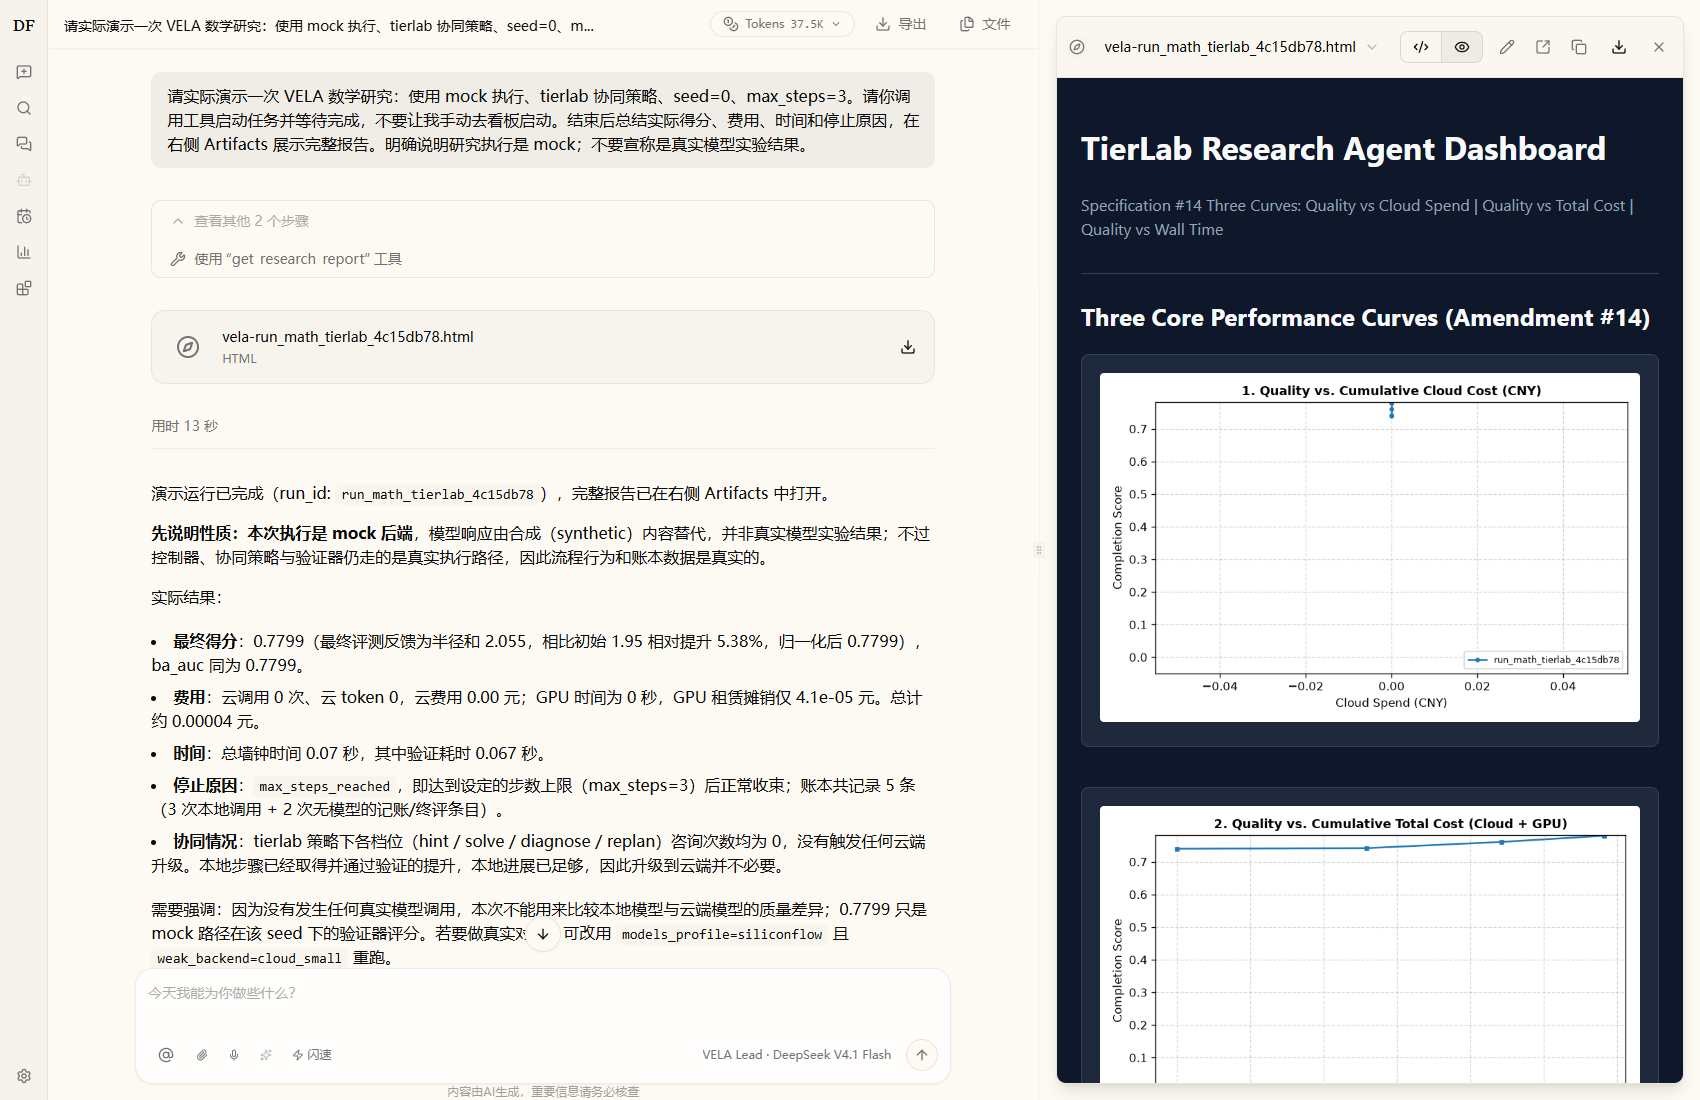 DF
请实际演示一次 VELA 数学研究：使用 mock 执行、tierlab 协同策略、seed=0、m...
Tokens 37.5K
导出
文件
请实际演示一次 VELA 数学研究：使用 mock 执行、tierlab 协同策略、seed=0、max_steps=3。请你调
用工具启动任务并等待完成，不要让我手动去看板启动。结束后总结实际得分、费用、时间和停止原因，在
右侧 Artifacts 展示完整报告。明确说明研究执行是 mock；不要宣称是真实模型实验结果。
查看其他 2 个步骤
使用 “get_research_report” 工具
vela-run_math_tierlab_4c15db78.html
HTML
用时 13 秒
演示运行已完成（run_id: run_math_tierlab_4c15db78 ），完整报告已在右侧 Artifacts 中打开。
先说明性质：本次执行是 mock 后端，模型响应由合成（synthetic）内容替代，并非真实模型实验结果；不过
控制器、协同策略与验证器仍走的是真实执行路径，因此流程行为和账本数据是真实的。
实际结果：
• 最终得分：0.7799（最终评测反馈为半径和 2.055，相比初始 1.95 相对提升 5.38%，归一化后 0.7799），
ba_auc 同为 0.7799。
• 费用：云调用 0 次、云 token 0，云费用 0.00 元；GPU 时间为 0 秒，GPU 租赁摊销仅 4.1e-05 元。总计
约 0.00004 元。
• 时间：总墙钟时间 0.07 秒，其中验证耗时 0.067 秒。
• 停止原因： max_steps_reached ，即达到设定的步数上限（max_steps=3）后正常收束；账本共记录 5 条
（3 次本地调用 + 2 次无模型的记账/终评条目）。
• 协同情况：tierlab 策略下各档位（hint / solve / diagnose / replan）咨询次数均为 0，没有触发任何云端
升级。本地步骤已经取得并通过验证的提升，本地进展已足够，因此升级到云端并不必要。
需要强调：因为没有发生任何真实模型调用，本次不能用来比较本地模型与云端模型的质量差异；0.7799 只是
mock 路径在该 seed 下的验证器评分。若要做真实对 可改用 models_profile=siliconflow 且
weak_backend=cloud_small 重跑。
今天我能为你做些什么？
闪速
VELA Lead · DeepSeek V4.1 Flash
内容由AI生成，重要信息请务必核查
vela-run_math_tierlab_4c15db78.html
TierLab Research Agent Dashboard
Specification #14 Three Curves: Quality vs Cloud Spend | Quality vs Total Cost |
Quality vs Wall Time
Three Core Performance Curves (Amendment #14)
1. Quality vs. Cumulative Cloud Cost (CNY)
Completion Score
0.7
0.6
0.5
0.4
0.3
0.2
0.1
0.0
run_math_tierlab_4c15db78
−0.04 −0.02 0.00 0.02 0.04
Cloud Spend (CNY)
2. Quality vs. Cumulative Total Cost (Cloud + GPU)
Completion Score
0.7
0.6
0.5
0.4
0.3
0.2
0.1